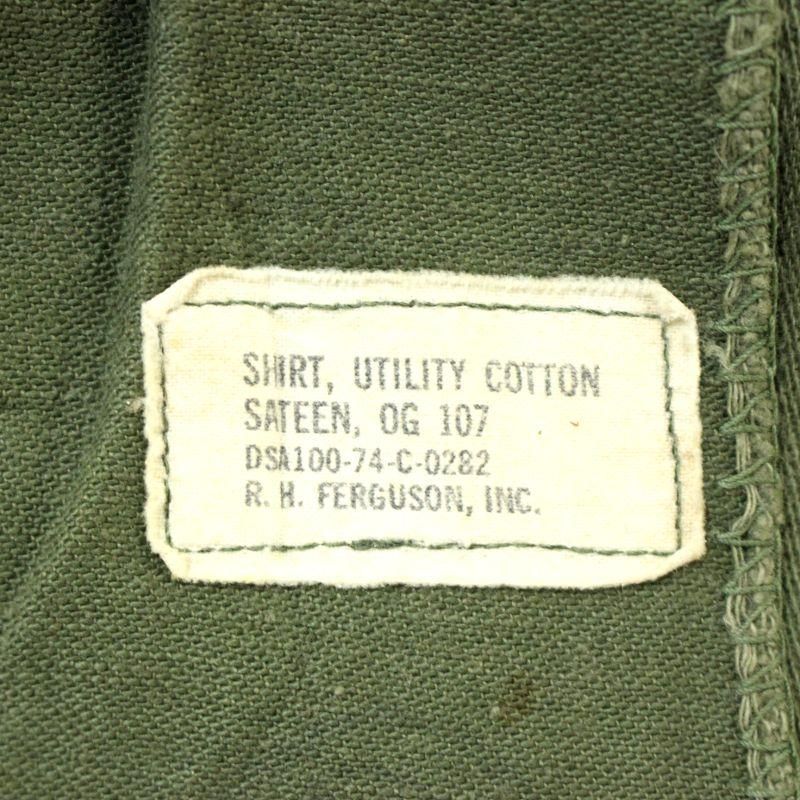 SHIRT, UTILITY COTTON
SATEEN, OG 107
DSA100-74-C-0282
R. H. FERGUSON, INC.